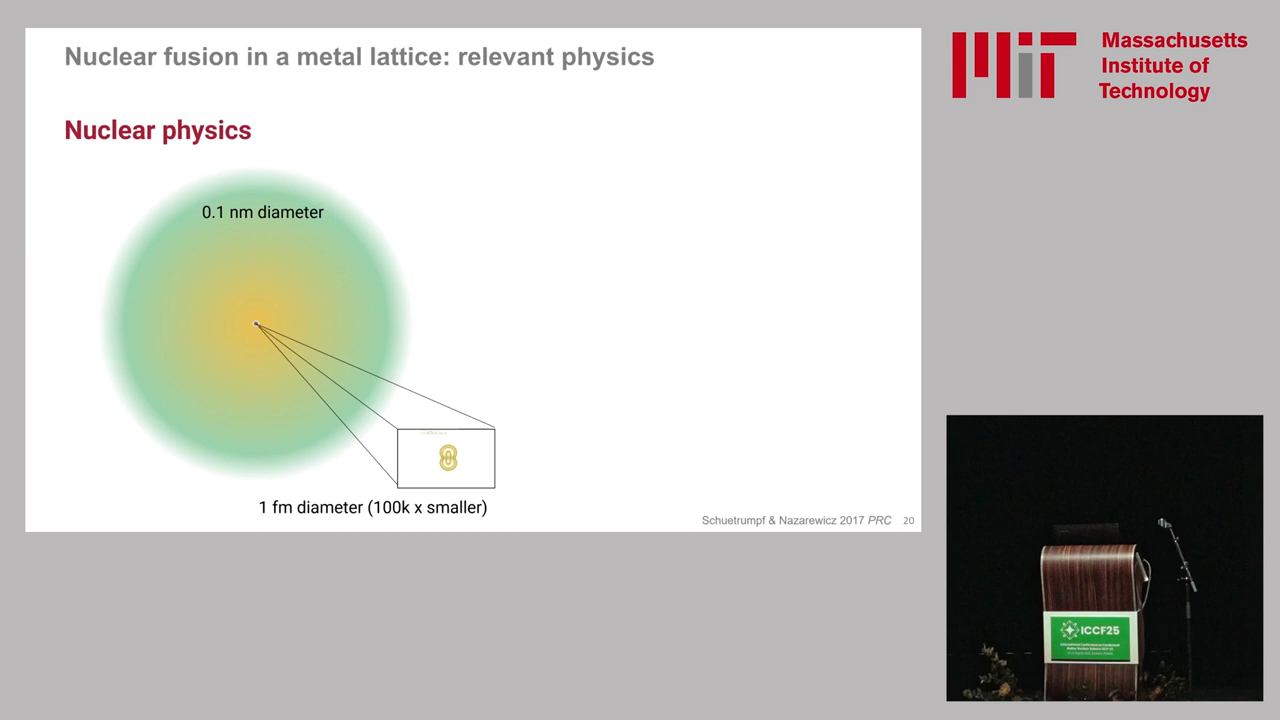 Nuclear fusion in a metal lattice: relevant physics
Nuclear physics
0.1 nm diameter
1 fm diameter (100k x smaller)
Schuetrumpf & Nazarewicz 2017 PRC 20
Massachusetts
Institute of
Technology
ICCF25